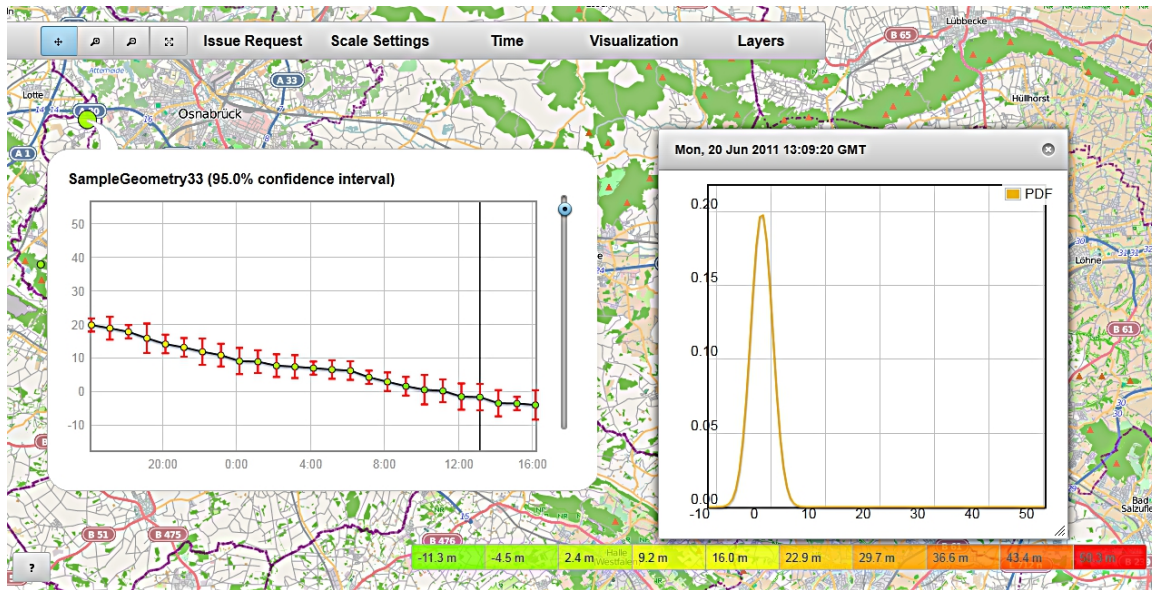 Lübbecke
B 65
Issue Request
Scale Settings
Time
Visualization
Layers
Attersee
A 33
Lotte
Osnabrück
Hüllhorst
A 1
Mon, 20 Jun 2011 13:09:20 GMT
SampleGeometry33 (95.0% confidence interval)
PDF
0.20
50
40
30
20
10
0
-10
0.15
0.10
0.05
0.00
-10 0 10 20 30 40 50
20:00 0:00 4:00 8:00 12:00 16:00
Löhne
B 61
Bad
Salzufle
B 51
B 475
B 476
Halle
Westfalen
-11.3 m
-4.5 m
2.4 m
9.2 m
16.0 m
22.9 m
29.7 m
36.6 m
43.4 m
?